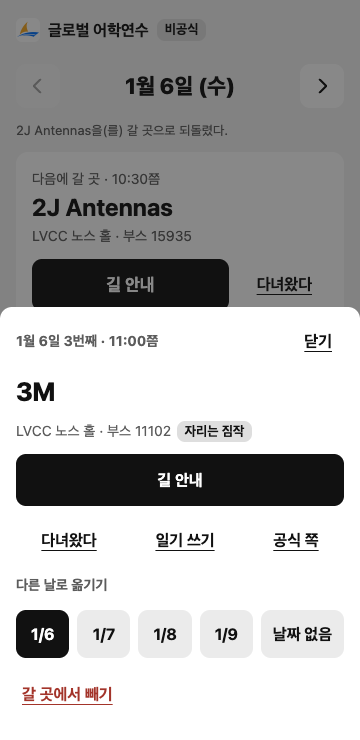 글로벌 어학연수 비공식
1월 6일 (수)
2J Antennas을(를) 갈 곳으로 되돌렸다.
다음에 갈 곳 · 10:30쯤
2J Antennas
LVCC 노스 홀 · 부스 15935
길 안내 다녀왔다
1월 6일 3번째 · 11:00쯤 닫기
3M
LVCC 노스 홀 · 부스 11102 자리는 짐작
길 안내
다녀왔다 일기 쓰기 공식 쪽
다른 날로 옮기기
1/6 1/7 1/8 1/9 날짜 없음
갈 곳에서 빼기